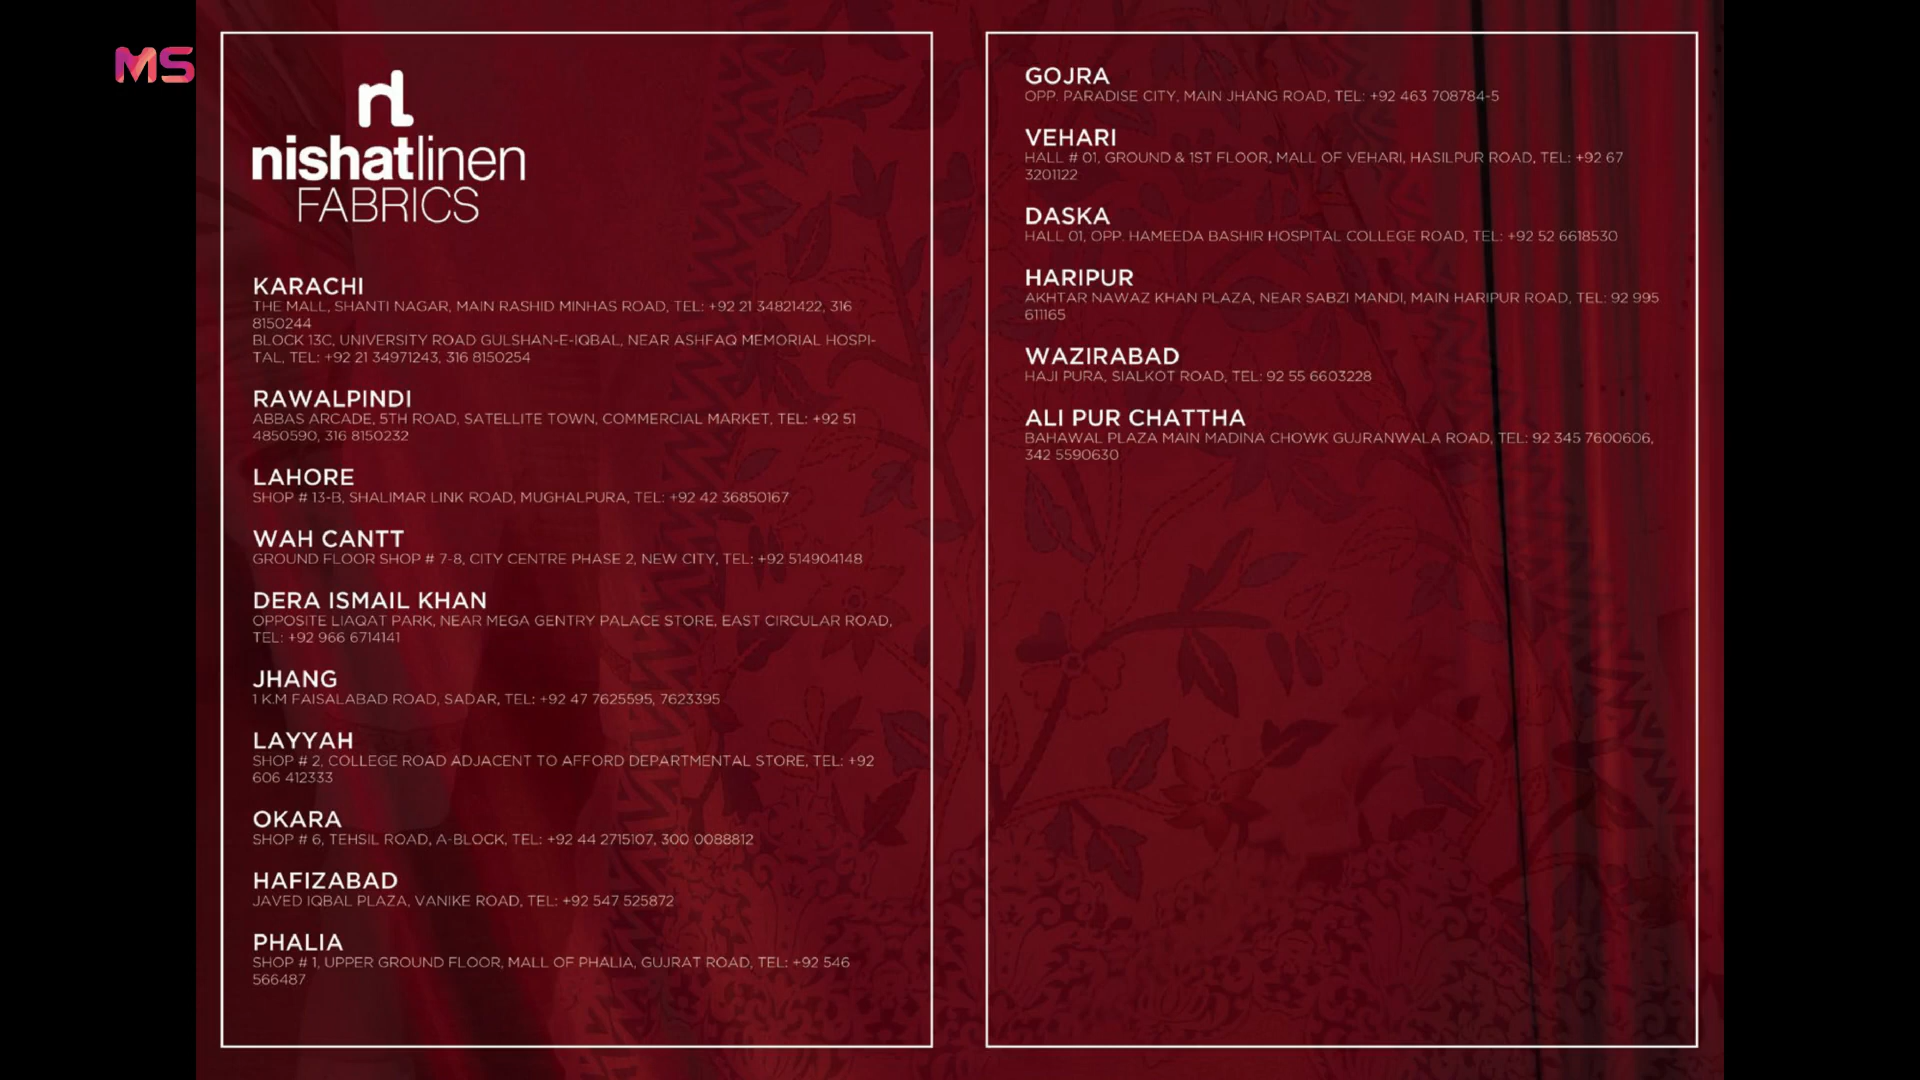 MS
nl
nishatlinen
FABRICS
KARACHI
THE MALL, SHANTI NAGAR, MAIN RASHID MINHAS ROAD, TEL: +92 21 34821422, 316
8150244
BLOCK 13C, UNIVERSITY ROAD GULSHAN-E-IQBAL, NEAR ASHFAQ MEMORIAL HOSPI-
TAL, TEL: +92 21 34971243, 316 8150254
RAWALPINDI
ABBAS ARCADE, 5TH ROAD, SATELLITE TOWN, COMMERCIAL MARKET, TEL: +92 51
4850590, 316 8150232
LAHORE
SHOP # 13-B, SHALIMAR LINK ROAD, MUGHALPURA, TEL: +92 42 36850167
WAH CANTT
GROUND FLOOR SHOP # 7-8, CITY CENTRE PHASE 2, NEW CITY, TEL: +92 514904148
DERA ISMAIL KHAN
OPPOSITE LIAQAT PARK, NEAR MEGA GENTRY PALACE STORE, EAST CIRCULAR ROAD,
TEL: +92 966 6714141
JHANG
1 K.M FAISALABAD ROAD, SADAR, TEL: +92 47 7625595, 7623395
LAYYAH
SHOP # 2, COLLEGE ROAD ADJACENT TO AFFORD DEPARTMENTAL STORE, TEL: +92
606 412333
OKARA
SHOP # 6, TEHSIL ROAD, A-BLOCK, TEL: +92 44 2715107, 300 0088812
HAFIZABAD
JAVED IQBAL PLAZA, VANIKE ROAD, TEL: +92 547 525872
PHALIA
SHOP # 1, UPPER GROUND FLOOR, MALL OF PHALIA, GUJRAT ROAD, TEL: +92 546
566487
GOJRA
OPP. PARADISE CITY, MAIN JHANG ROAD, TEL: +92 463 708784-5
VEHARI
HALL # 01, GROUND & 1ST FLOOR, MALL OF VEHARI, HASILPUR ROAD, TEL: +92 67
3201122
DASKA
HALL 01, OPP. HAMEEDA BASHIR HOSPITAL COLLEGE ROAD, TEL: +92 52 6618530
HARIPUR
AKHTAR NAWAZ KHAN PLAZA, NEAR SABZI MANDI, MAIN HARIPUR ROAD, TEL: 92 995
611165
WAZIRABAD
HAJI PURA, SIALKOT ROAD, TEL: 92 55 6603228
ALI PUR CHATTHA
BAHAWAL PLAZA MAIN MADINA CHOWK GUJRANWALA ROAD, TEL: 92 345 7600606,
342 5590630